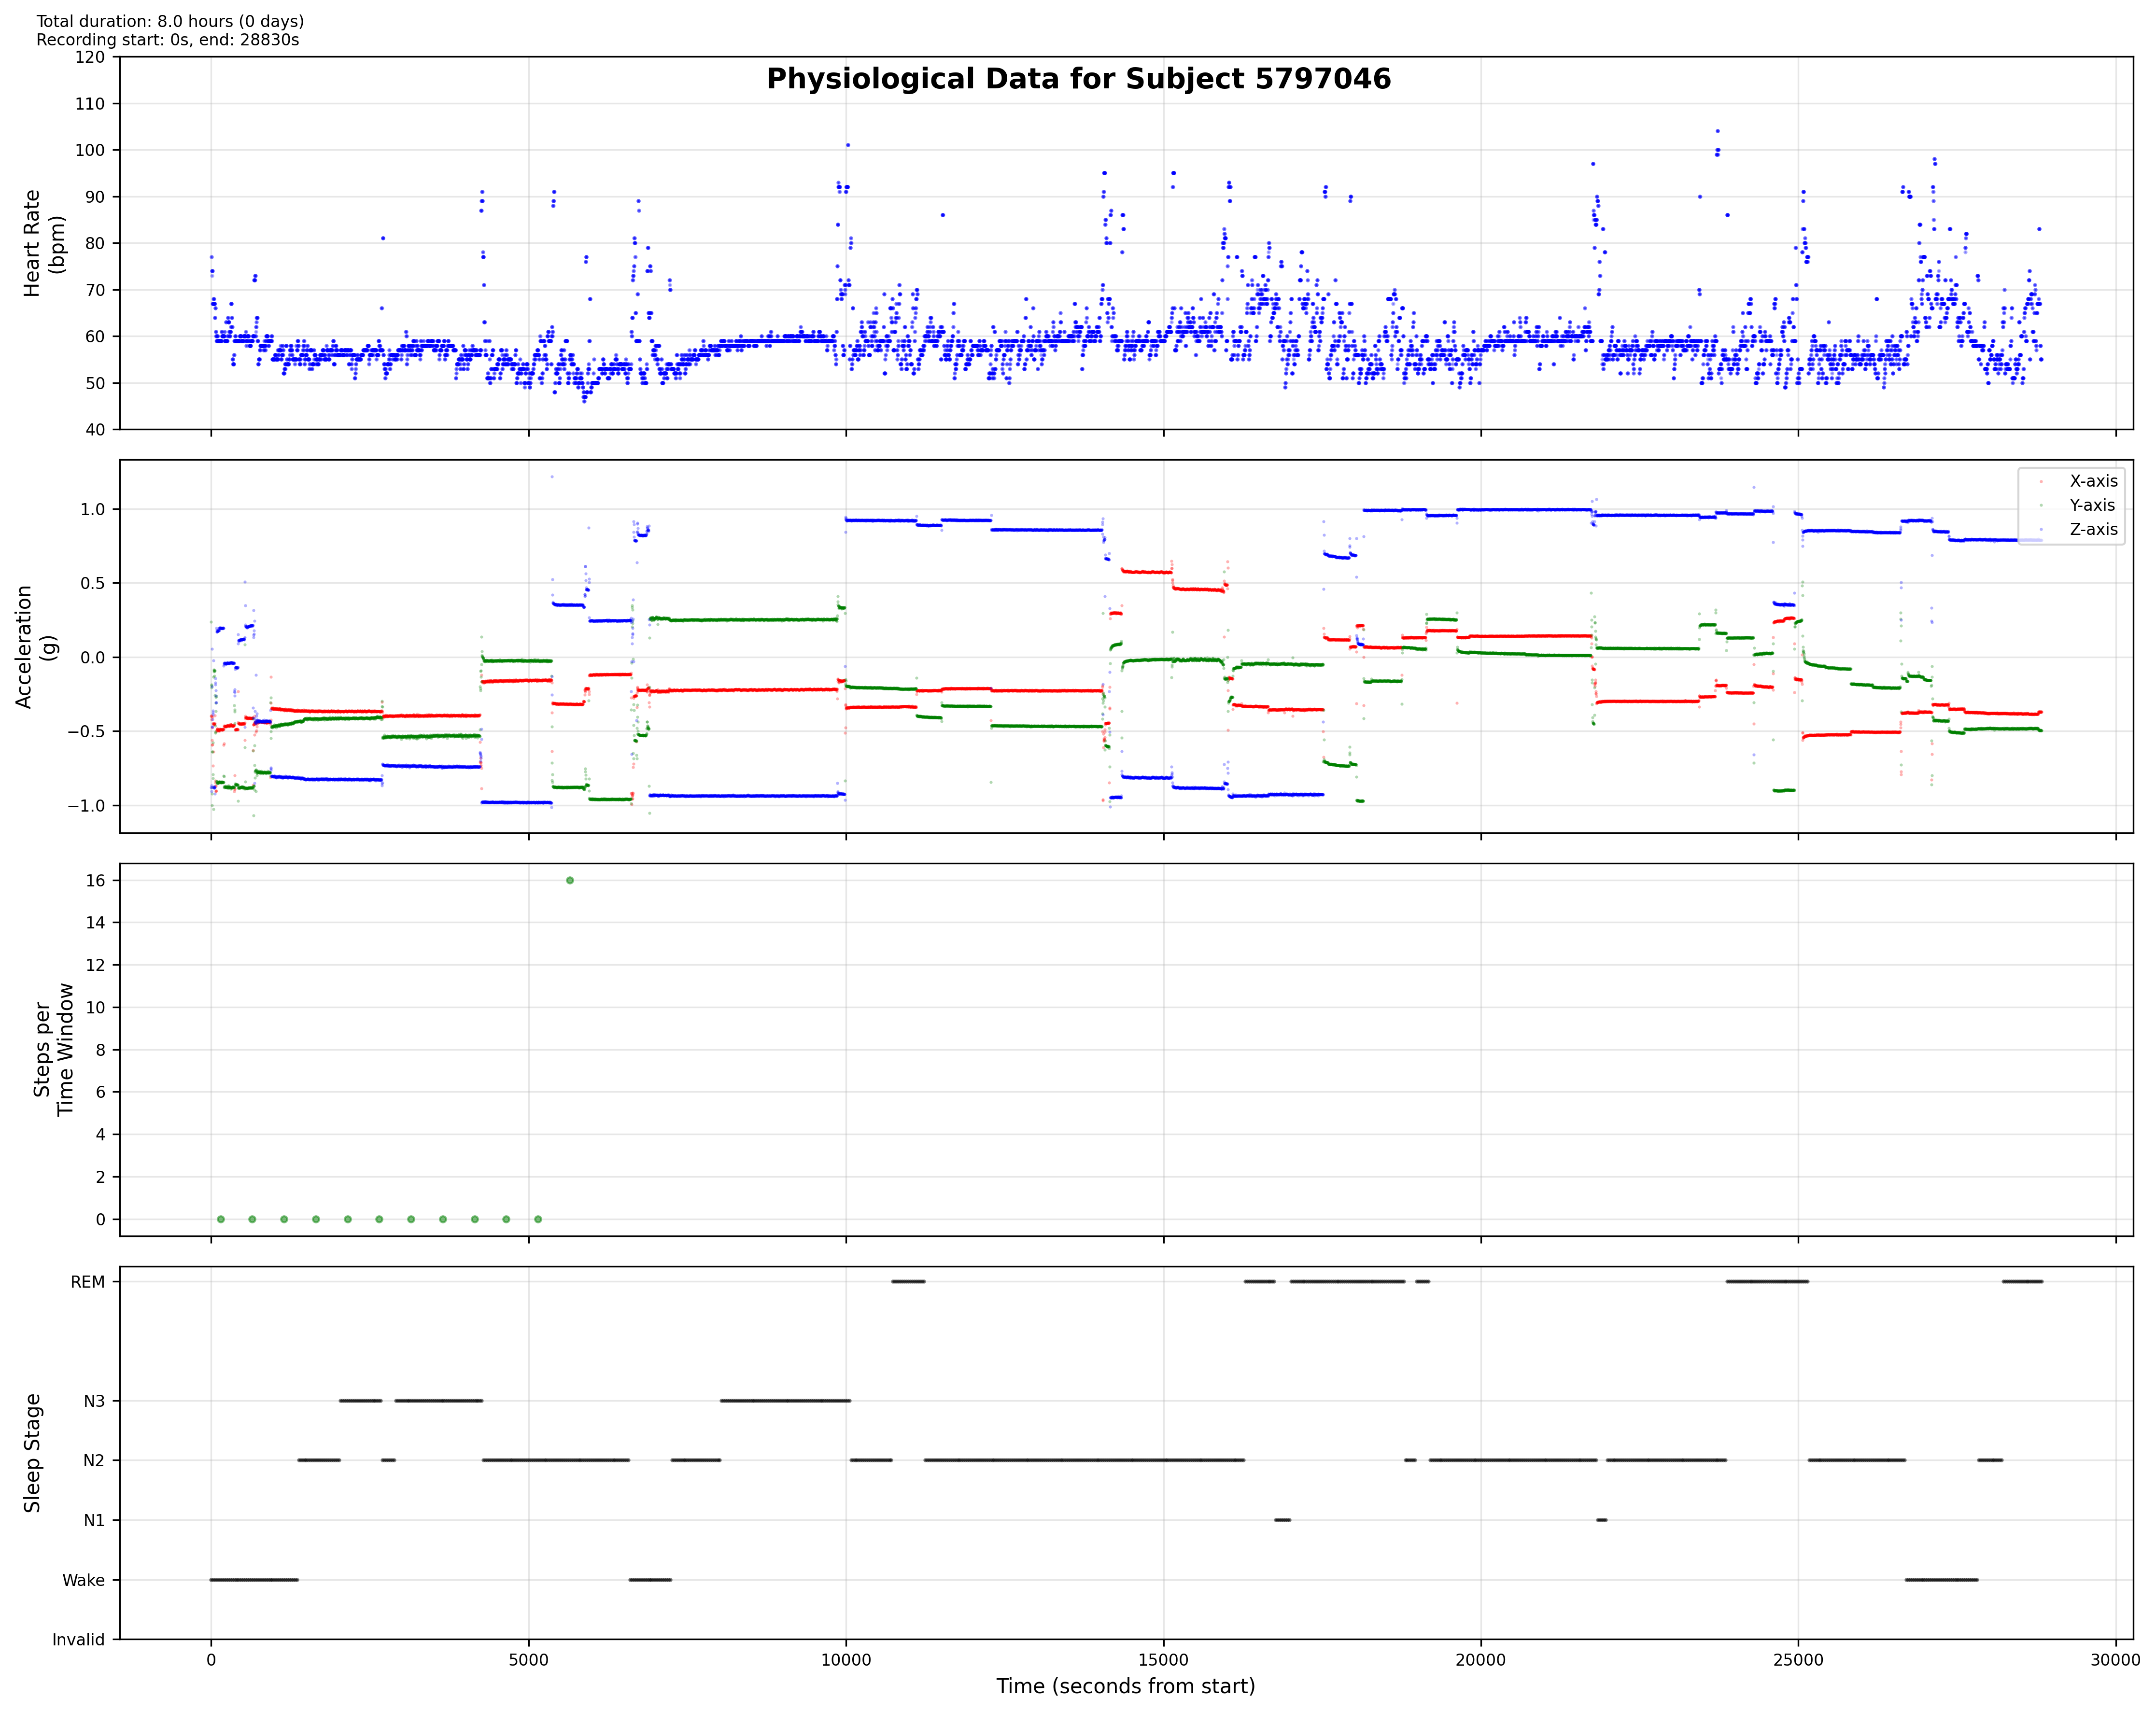 Total duration: 8.0 hours (0 days)
Recording start: 0s, end: 28830s
Physiological Data for Subject 5797046
120
110
100
90
80
70
60
50
40
Heart Rate
(bpm)
1.0
0.5
0.0
−0.5
−1.0
Acceleration
(g)
X-axis
Y-axis
Z-axis
16
14
12
10
8
6
4
2
0
Steps per
Time Window
REM
N3
N2
N1
Wake
Invalid
Sleep Stage
0 5000 10000 15000 20000 25000 30000
Time (seconds from start)